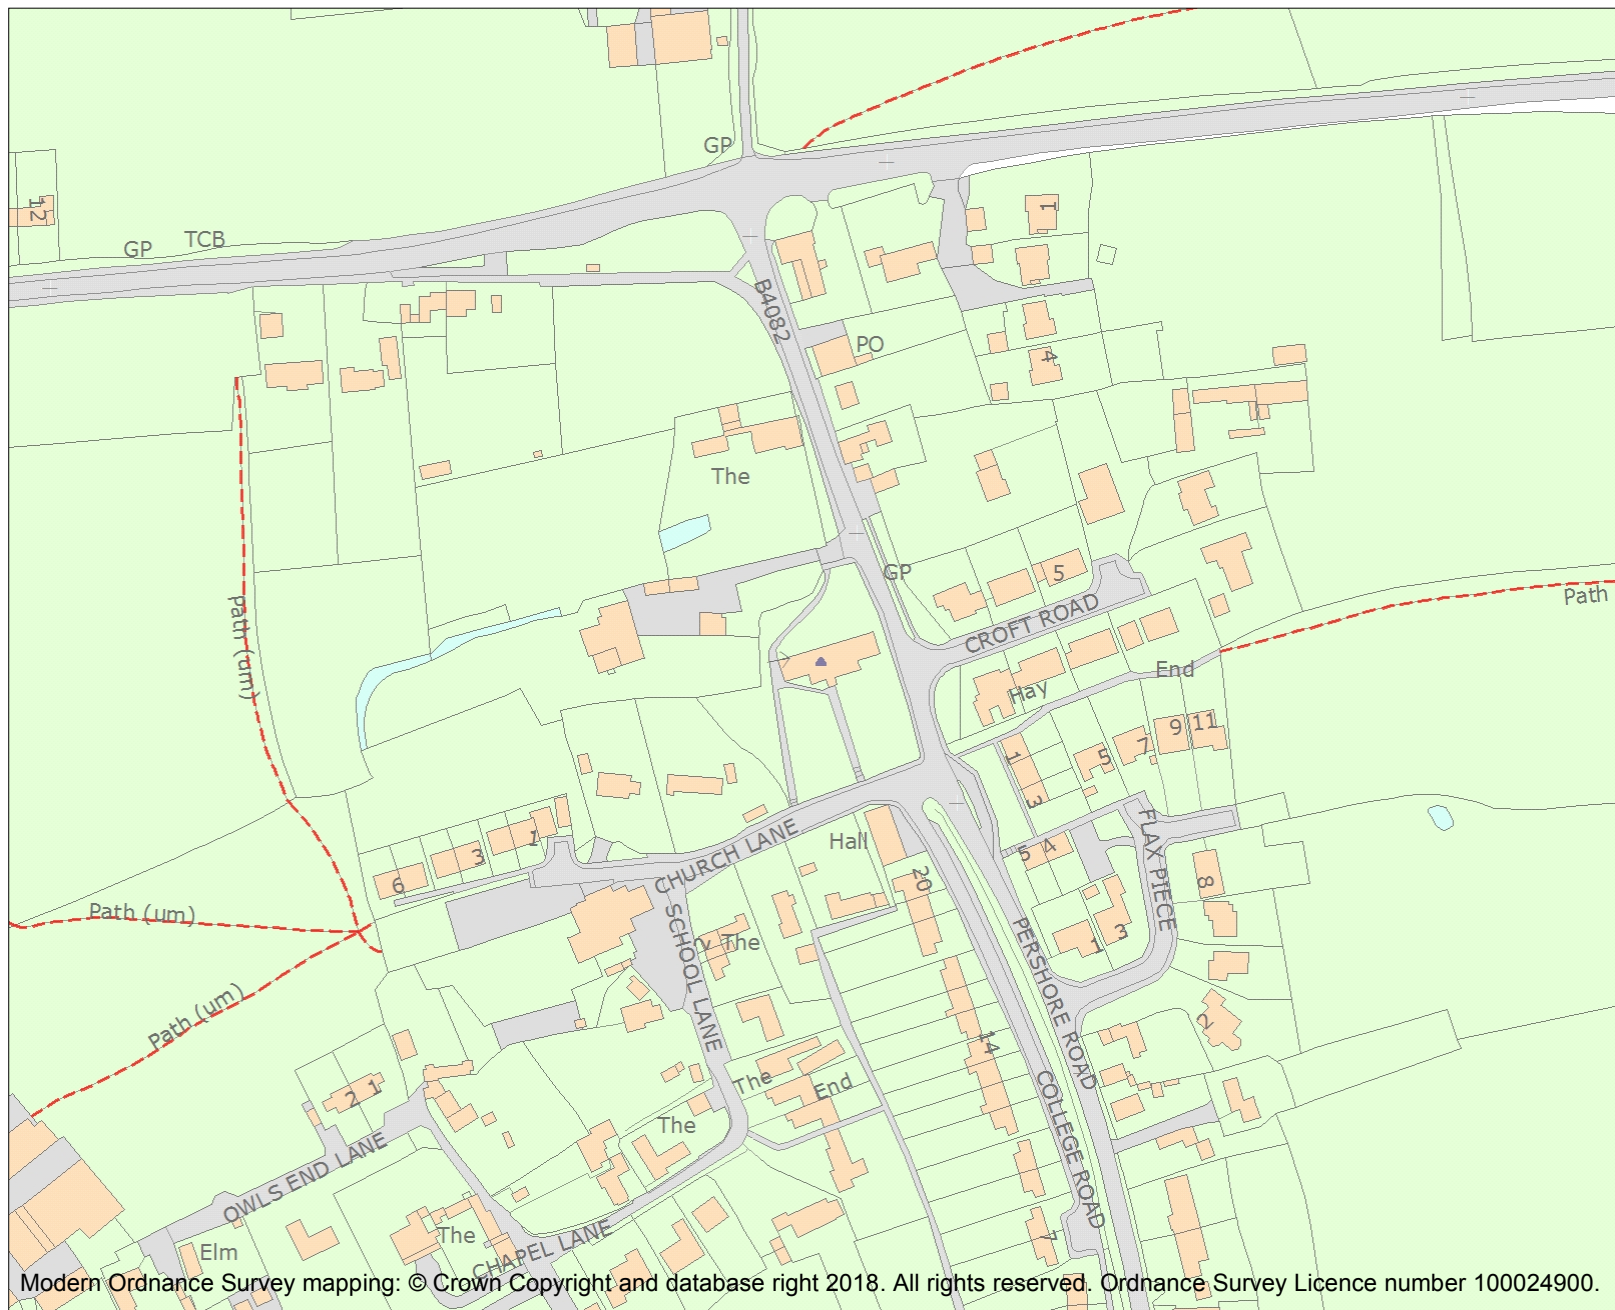 GP
12
GP
TCB
1
B4082
PO
4
The
GP
5
CROFT ROAD
Path
Path (um)
End
Hay
9
11
7
5
1
3
1
3
6
Hall
CHURCH LANE
FLAX PIECE
5
4
20
8
Path (um)
SCHOOL LANE
The
PERSHORE ROAD
3
1
Path (um)
2
14
The
End
2
1
The
COLLEGE ROAD
OWLS END LANE
7
The
Elm
CHAPEL LANE
Modern Ordnance Survey mapping: © Crown Copyright and database right 2018. All rights reserved. Ordnance Survey Licence number 100024900.